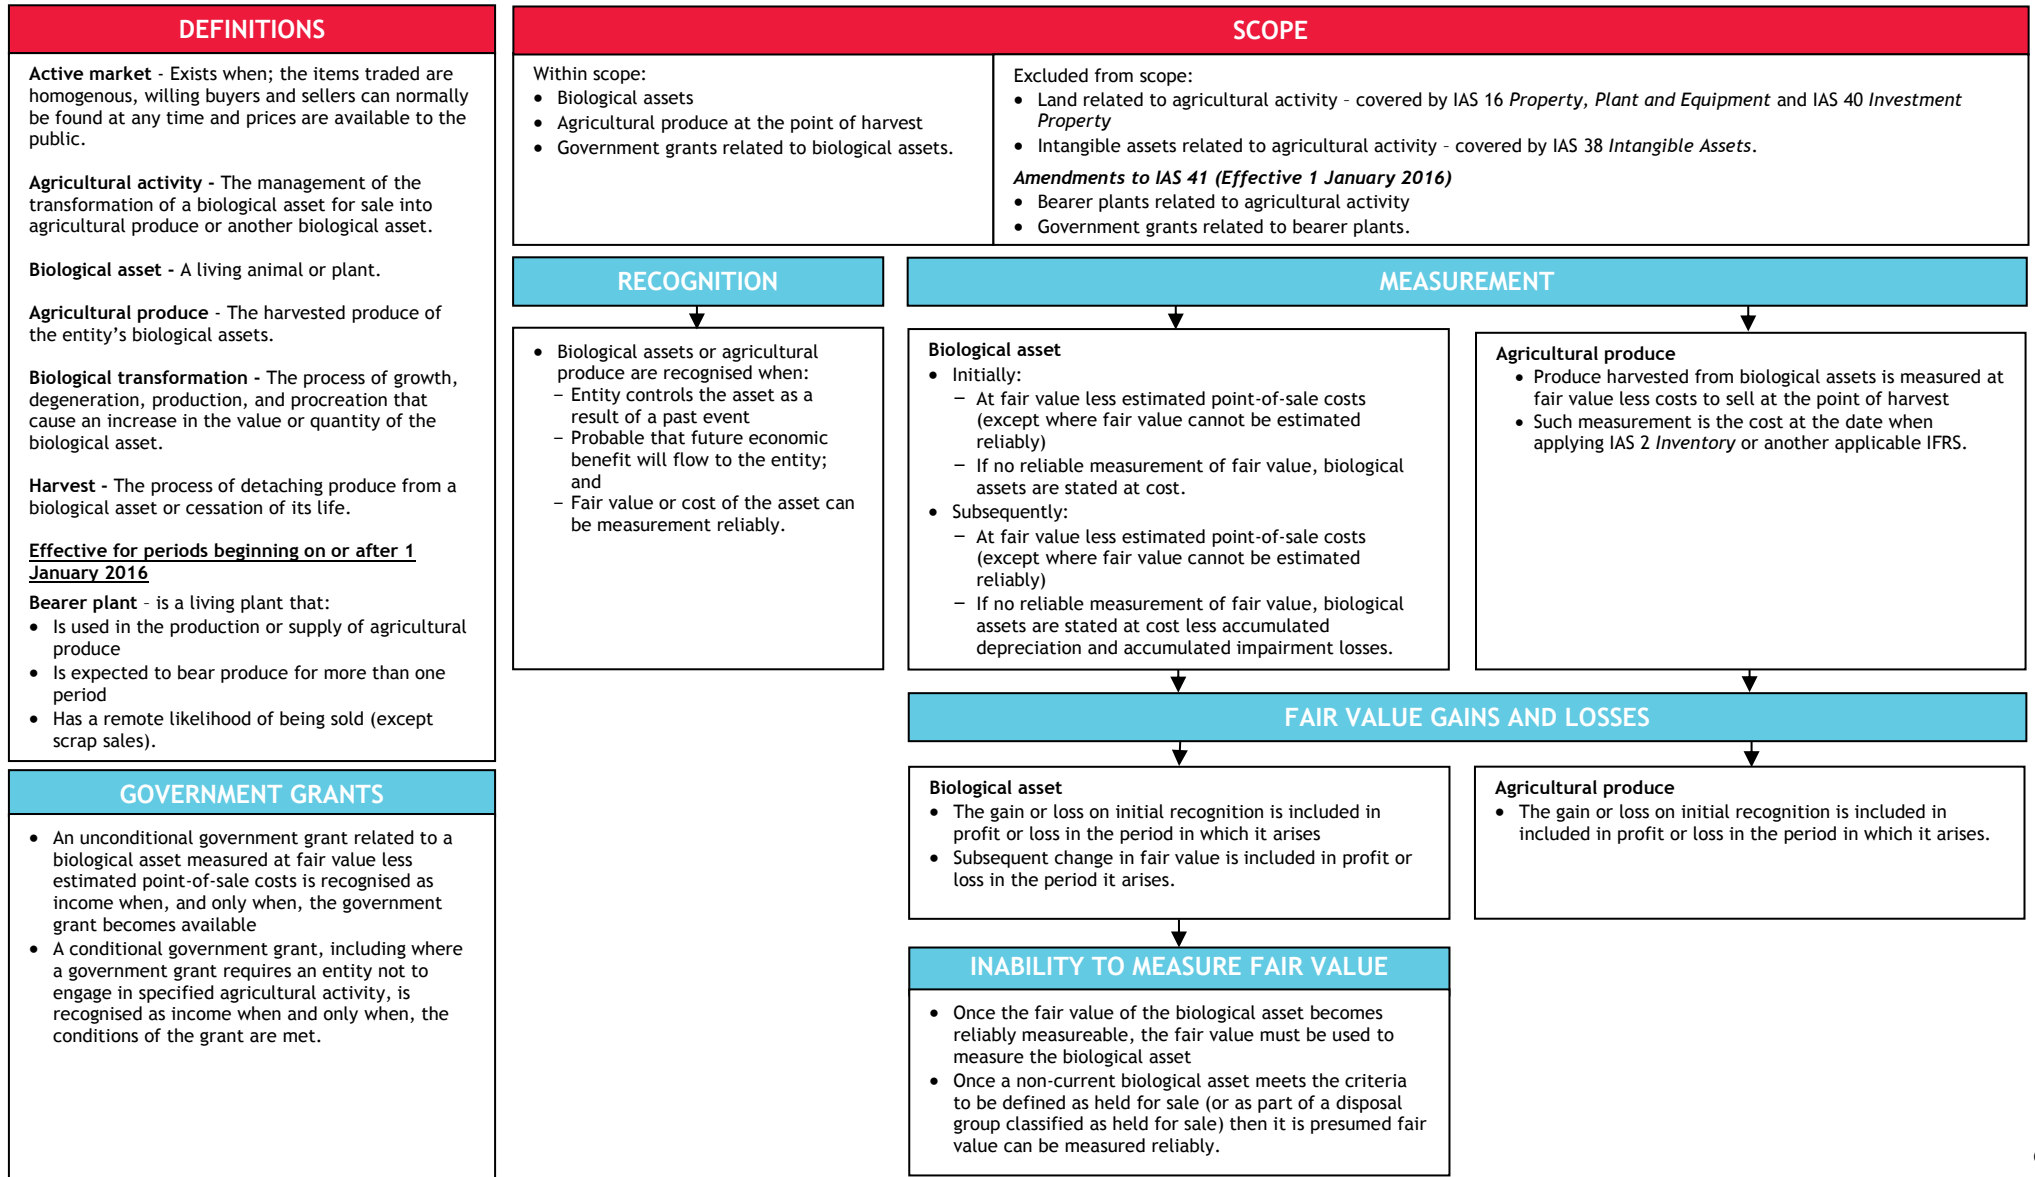 DEFINITIONS
Active market - Exists when; the items traded are
homogenous, willing buyers and sellers can normally
be found at any time and prices are available to the
public.
Agricultural activity - The management of the
transformation of a biological asset for sale into
agricultural produce or another biological asset.
Biological asset - A living animal or plant.
Agricultural produce - The harvested produce of
the entity's biological assets.
Biological transformation - The process of growth,
degeneration, production, and procreation that
cause an increase in the value or quantity of the
biological asset.
Harvest - The process of detaching produce from a
biological asset or cessation of its life.
Effective for periods beginning on or after 1
January 2016
Bearer plant – is a living plant that:
• Is used in the production or supply of agricultural
produce
• Is expected to bear produce for more than one
period
• Has a remote likelihood of being sold (except
scrap sales).
GOVERNMENT GRANTS
• An unconditional government grant related to a
biological asset measured at fair value less
estimated point-of-sale costs is recognised as
income when, and only when, the government
grant becomes available
• A conditional government grant, including where
a government grant requires an entity not to
engage in specified agricultural activity, is
recognised as income when and only when, the
conditions of the grant are met.
SCOPE
Within scope:
• Biological assets
• Agricultural produce at the point of harvest
• Government grants related to biological assets.
Excluded from scope:
• Land related to agricultural activity – covered by IAS 16 Property, Plant and Equipment and IAS 40 Investment
Property
• Intangible assets related to agricultural activity – covered by IAS 38 Intangible Assets.
Amendments to IAS 41 (Effective 1 January 2016)
• Bearer plants related to agricultural activity
• Government grants related to bearer plants.
RECOGNITION
• Biological assets or agricultural
produce are recognised when:
− Entity controls the asset as a
result of a past event
− Probable that future economic
benefit will flow to the entity;
and
− Fair value or cost of the asset can
be measurement reliably.
MEASUREMENT
Biological asset
• Initially:
− At fair value less estimated point-of-sale costs
(except where fair value cannot be estimated
reliably)
− If no reliable measurement of fair value, biological
assets are stated at cost.
• Subsequently:
− At fair value less estimated point-of-sale costs
(except where fair value cannot be estimated
reliably)
− If no reliable measurement of fair value, biological
assets are stated at cost less accumulated
depreciation and accumulated impairment losses.
Agricultural produce
• Produce harvested from biological assets is measured at
fair value less costs to sell at the point of harvest
• Such measurement is the cost at the date when
applying IAS 2 Inventory or another applicable IFRS.
FAIR VALUE GAINS AND LOSSES
Biological asset
• The gain or loss on initial recognition is included in
profit or loss in the period in which it arises
• Subsequent change in fair value is included in profit or
loss in the period it arises.
Agricultural produce
• The gain or loss on initial recognition is included in
included in profit or loss in the period in which it arises.
INABILITY TO MEASURE FAIR VALUE
• Once the fair value of the biological asset becomes
reliably measureable, the fair value must be used to
measure the biological asset
• Once a non-current biological asset meets the criteria
to be defined as held for sale (or as part of a disposal
group classified as held for sale) then it is presumed fair
value can be measured reliably.